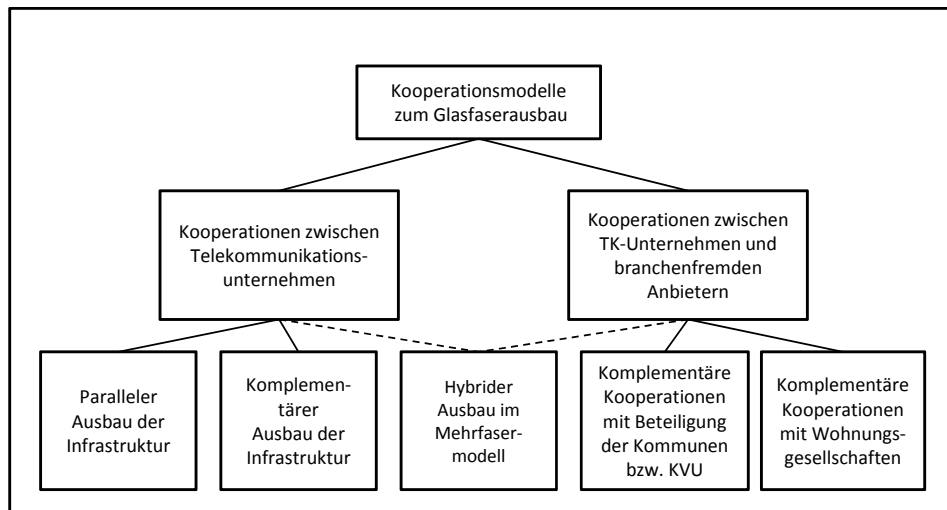 Kooperationsmodelle
zum Glasfaserausbau
Kooperationen zwischen
Telekommunikations-
unternehmen
Kooperationen zwischen
TK-Unternehmen und
branchenfremden
Anbietern
Paralleler
Ausbau der
Infrastruktur
Komplemen-
tärer
Ausbau der
Infrastruktur
Hybrider
Ausbau im
Mehrfaser-
modell
Komplementäre
Kooperationen
mit Beteiligung
der Kommunen
bzw. KVU
Komplementäre
Kooperationen
mit Wohnungs-
gesellschaften